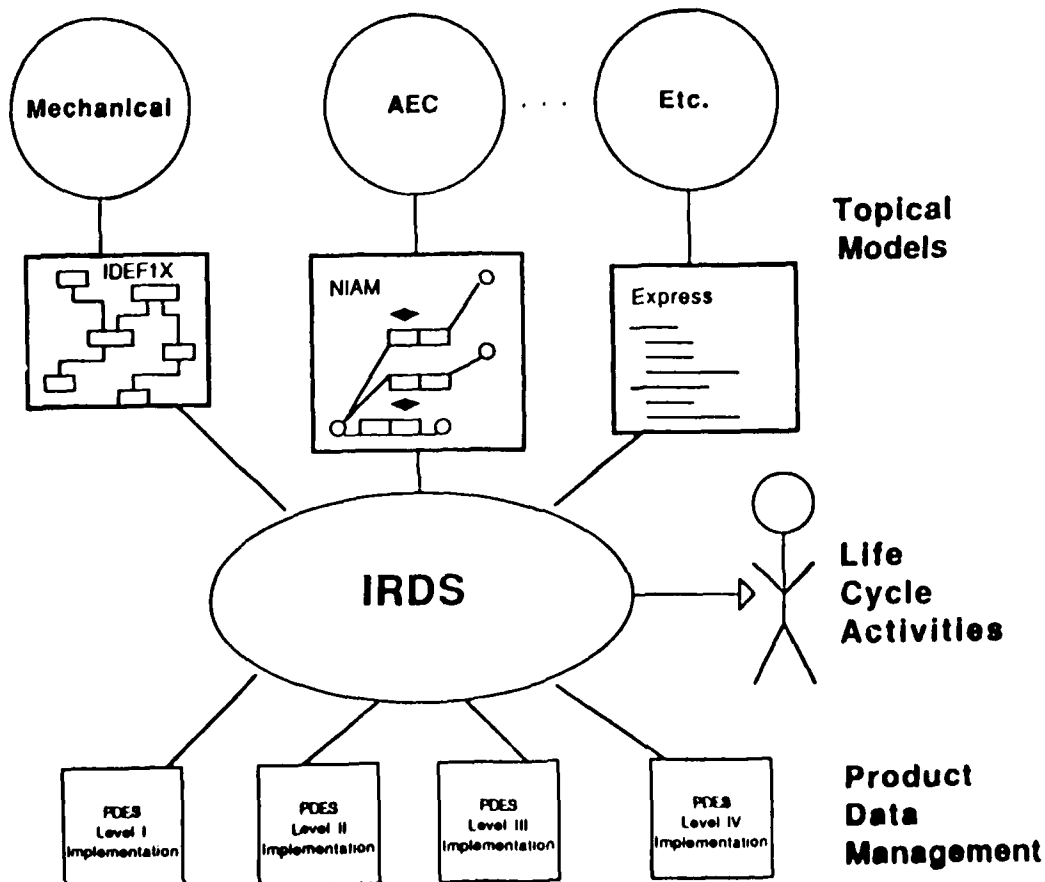 Mechanical
AEC
. . . .
Etc.
Topical
Models
IDEF1X
NIAM
Express
IRDS
Life
Cycle
Activities
PDES
Level I
Implementation
PDES
Level II
Implementation
PDES
Level III
Implementation
PDES
Level IV
Implementation
Product
Data
Management